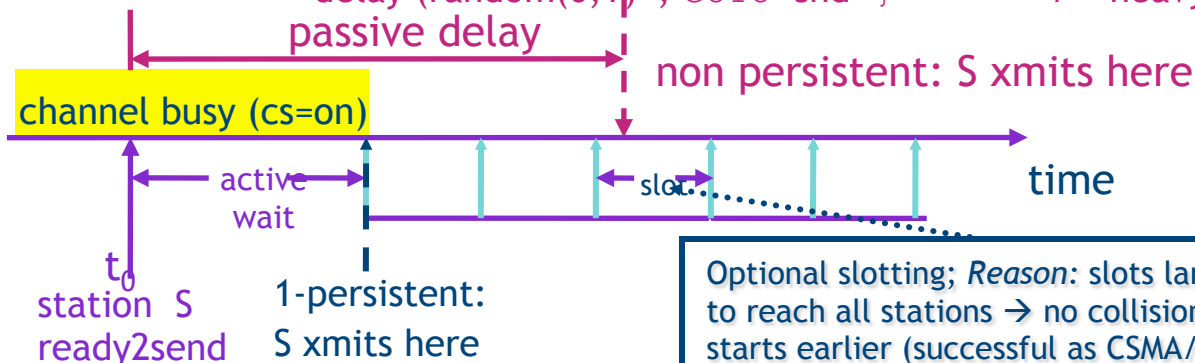 passive delay
non persistent: S xmits here
channel busy (cs=on)
active
wait
slot
time
t0
station S
ready2send
1-persistent:
S xmits here
Optional slotting; Reason: slots
to reach all stations → no
starts earlier (successful as CSMA/